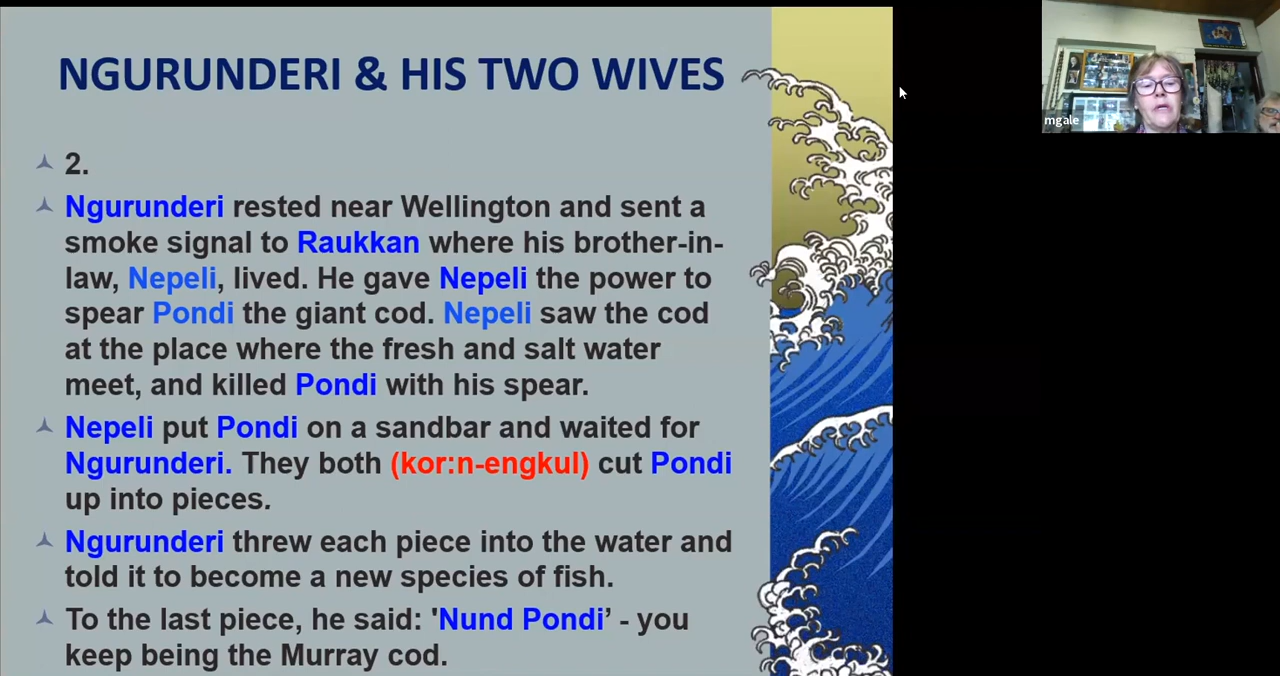 NGURUNDERI & HIS TWO WIVES
2.
Ngurunderi rested near Wellington and sent a
smoke signal to Raukkan where his brother-in-
law, Nepeli, lived. He gave Nepeli the power to
spear Pondi the giant cod. Nepeli saw the cod
at the place where the fresh and salt water
meet, and killed Pondi with his spear.
Nepeli put Pondi on a sandbar and waited for
Ngurunderi. They both (kor:n-engkul) cut Pondi
up into pieces.
Ngurunderi threw each piece into the water and
told it to become a new species of fish.
To the last piece, he said: 'Nund Pondi’ - you
keep being the Murray cod.
mgale